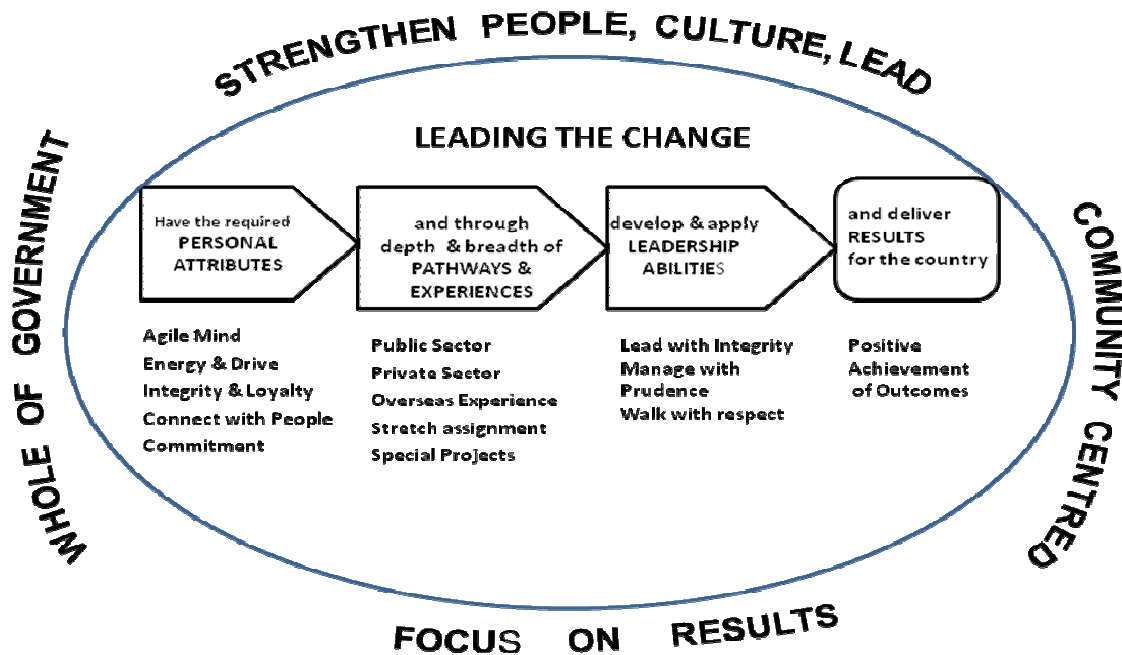 STRENGTHEN PEOPLE, CULTURE, LEAD
WHOLE OF GOVERNMENT
COMMUNITY CENTRED
LEADING THE CHANGE
Have the required
PERSONAL
ATTRIBUTES
and through
depth & breadth of
PATHWAYS &
EXPERIENCES
develop & apply
LEADERSHIP
ABILITIES
and deliver
RESULTS
for the country
Agile Mind
Energy & Drive
Integrity & Loyalty
Connect with People
Commitment
Public Sector
Private Sector
Overseas Experience
Stretch assignment
Special Projects
Lead with Integrity
Manage with
Prudence
Walk with respect
Positive
Achievement
of Outcomes
FOCUS ON RESULTS